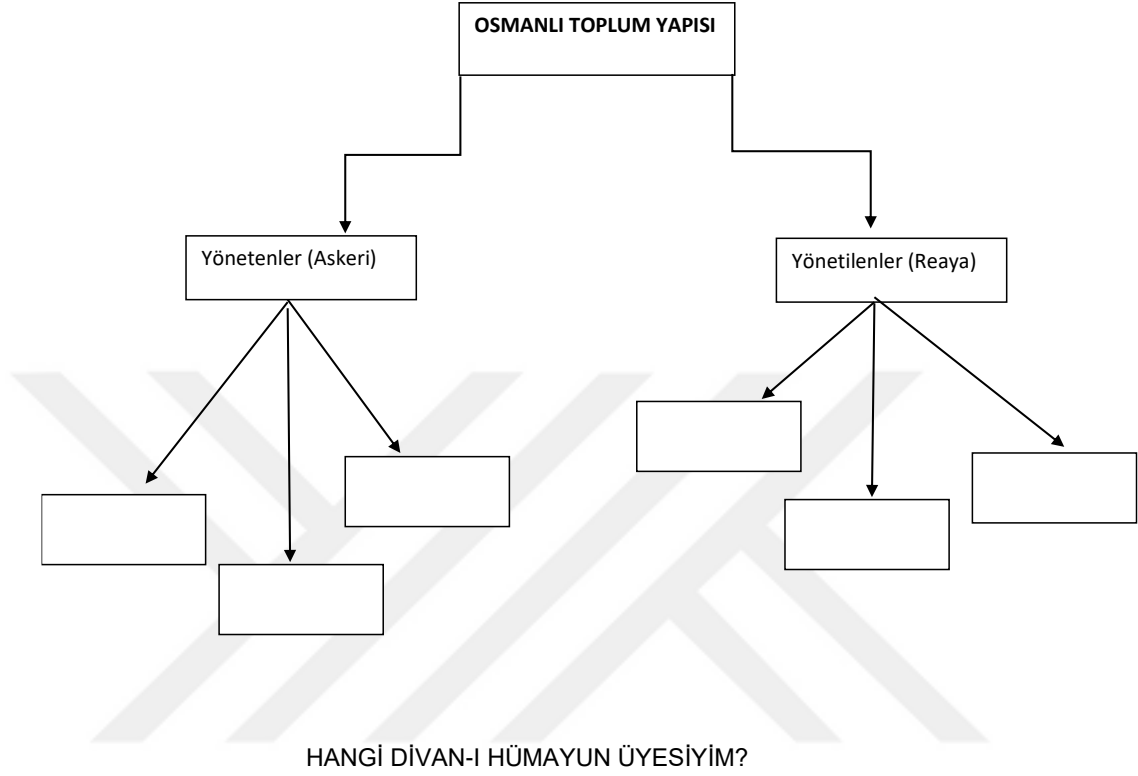 OSMANLI TOPLUM YAPISI
Yönetenler (Askeri)
Yönetilenler (Reaya)
HANGİ DİVAN-I HÜMAYUN ÜYESİYİM?